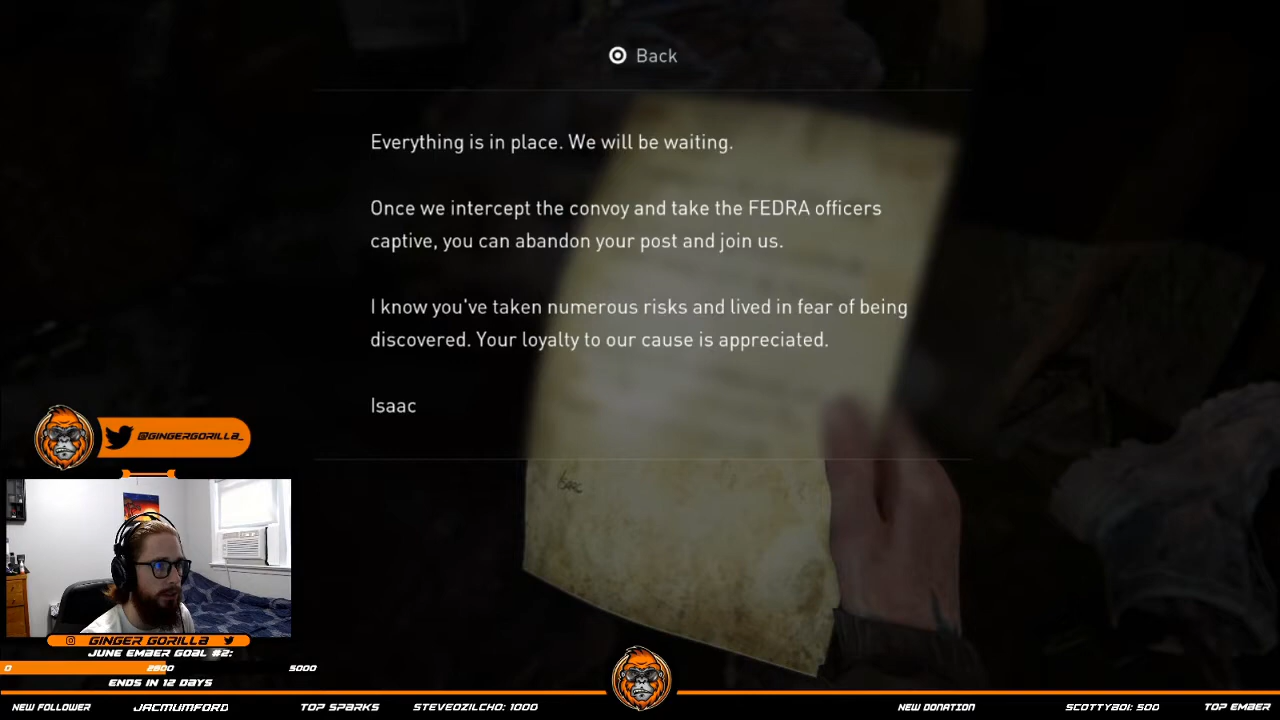 Back
Everything is in place. We will be waiting.
Once we intercept the convoy and take the FEDRA officers
captive, you can abandon your post and join us.
I know you've taken numerous risks and lived in fear of being
discovered. Your loyalty to our cause is appreciated.
Isaac
Isaac
@GINGERGORILLA_
GINGER GORILLA
JUNE EMBER GOAL #2:
0 2600 5000
ENDS IN 12 DAYS
NEW FOLLOWER JACMUMFORD TOP SPARKS STEVEDZILCHO: 1000 NEW DONATION SCOTTYBOI: 500 TOP EMBER